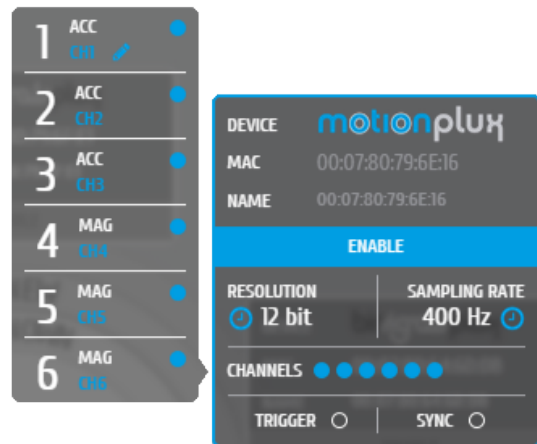 1 ACC
CH1
2 ACC
CH2
3 ACC
CH3
4 MAG
CH4
5 MAG
CH5
6 MAG
CH6
DEVICE motionplux
MAC 00:07:80:79:6E:16
NAME 00:07:80:79:6E:16
ENABLE
RESOLUTION SAMPLING RATE
12 bit 400 Hz
CHANNELS
TRIGGER SYNC